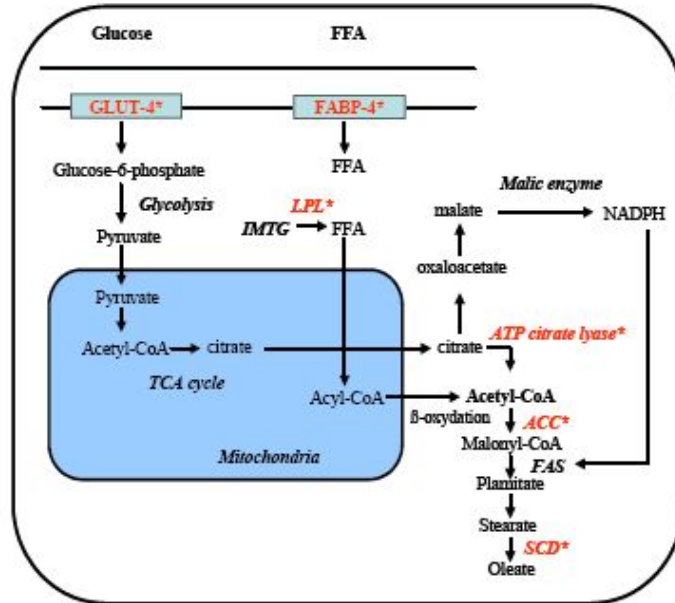 Glucose FFA
GLUT-4* FABP-4*
Glucose-6-phosphate FFA
Malic enzyme
Glycolysis LPL* malate NADPH
IMTG FFA
Pyruvate
oxaloacetate
Pyruvate
Acetyl-CoA citrate citrate ATP citrate lyase*
TCA cycle
Acyl-CoA Acetyl-CoA
ß-oxydation ACC*
Malonyl-CoA
Mitochondria FAS
Plamitate
Stearate
SCD*
Oleate